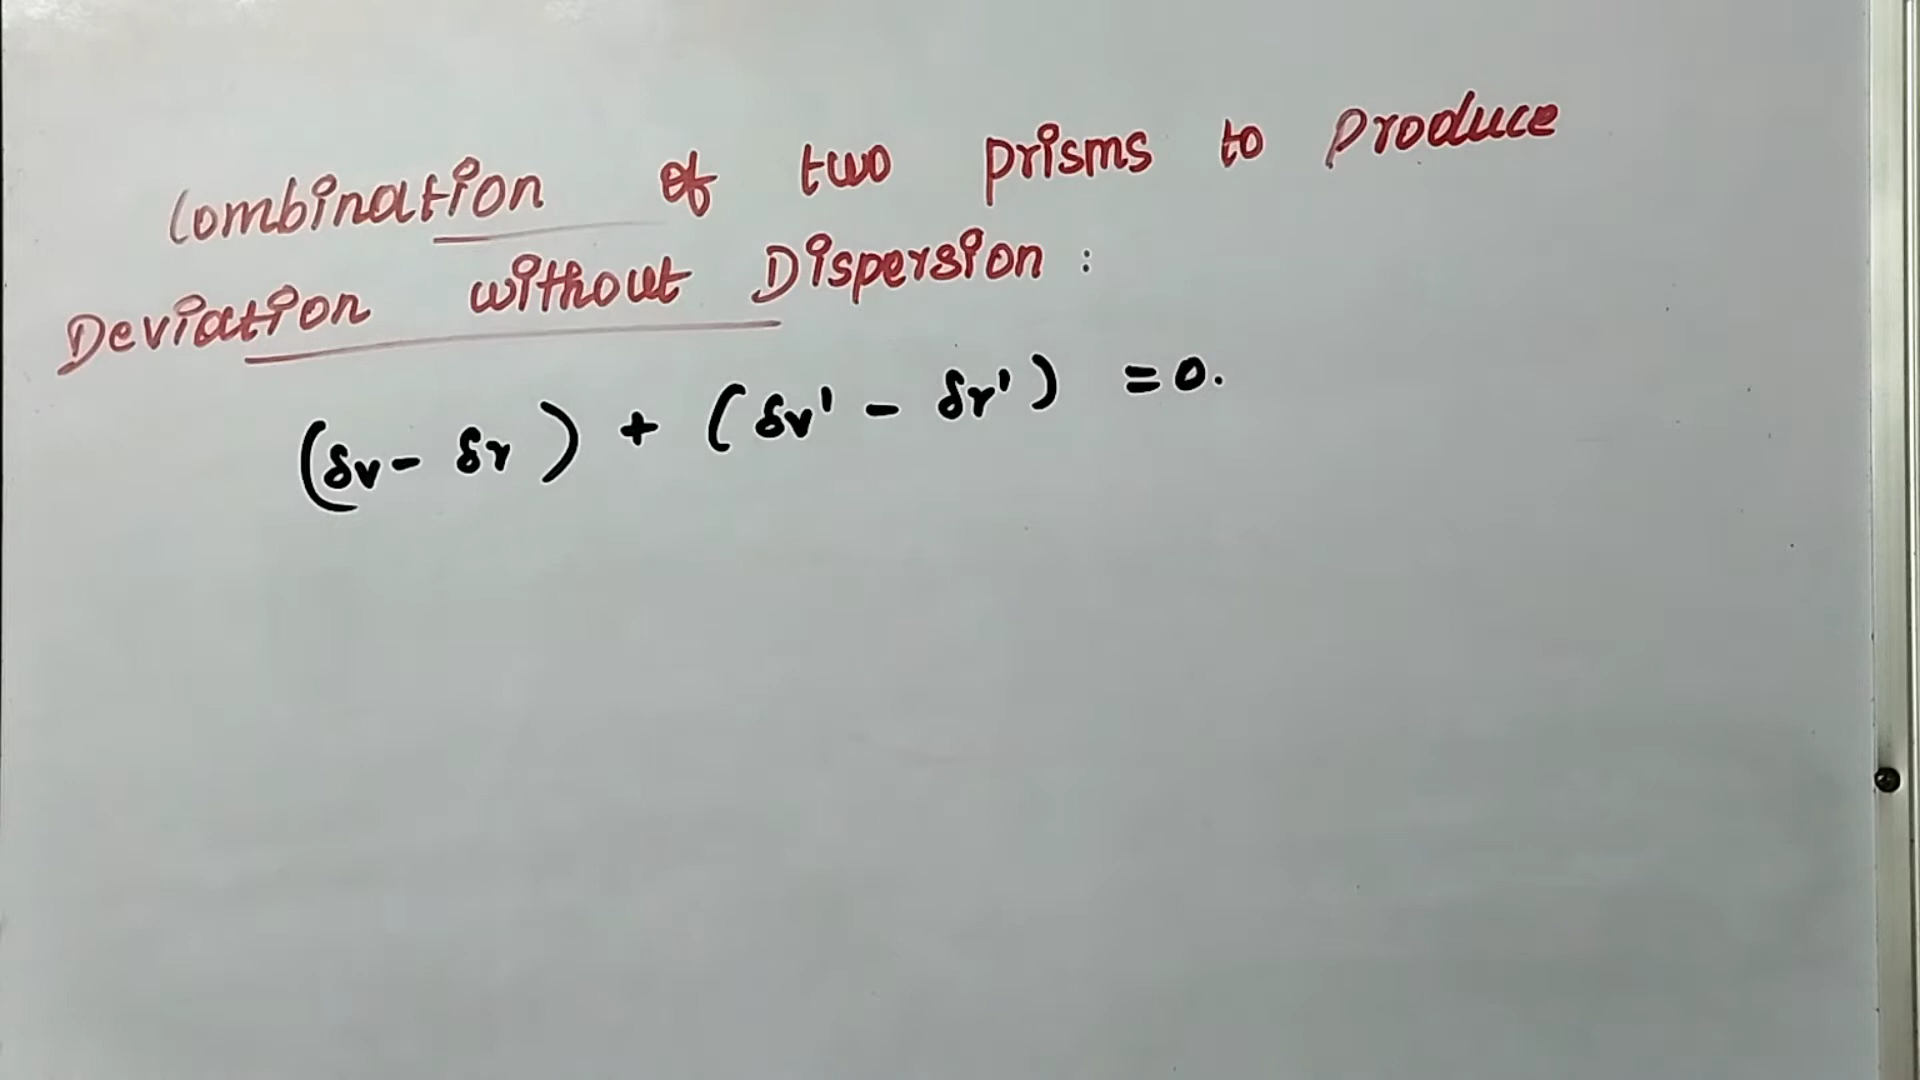 Combination of two prisms to produce
Deviation without Dispersion :
(δv - δr) + (δv' - δr') = 0.